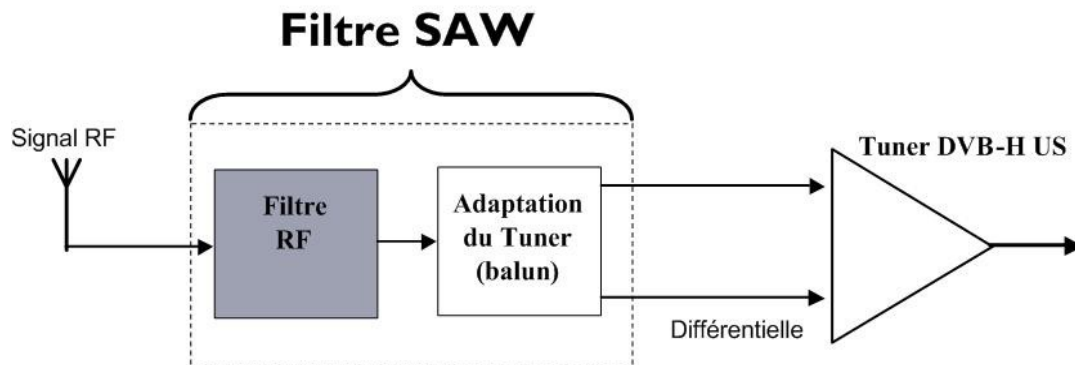 Filtre SAW
Signal RF
Tuner DVB-H US
Filtre
RF
Adaptation
du Tuner
(balun)
Différentielle